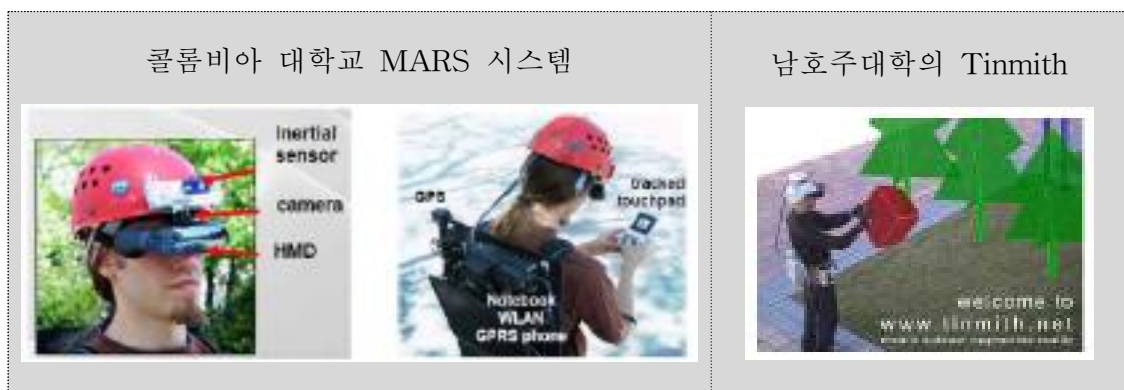 콜롬비아 대학교 MARS 시스템
남호주대학의 Tinmith
Inertial
sensor
camera
HMD
GPS
tracked
touchpad
Notebook
WLAN
GPRS phone
welcome to
www.tinmith.net